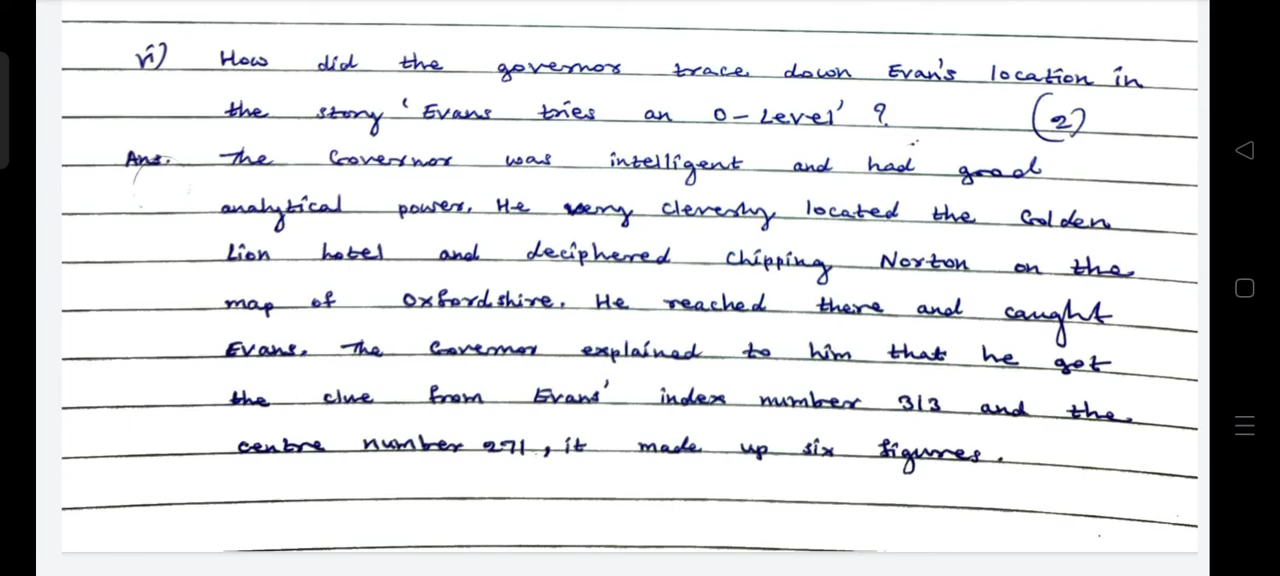 vi) How did the governor trace down Evan's location in
the story 'Evans tries an O-Level' ? (2)
Ans. The Governor was intelligent and had good
analytical power. He very cleverly located the Golden
Lion hotel and deciphered Chipping Norton on the
map of Oxfordshire. He reached there and caught
Evans. The Governor explained to him that he got
the clue from Evans' index number 313 and the
centre number 271, it made up six figures.